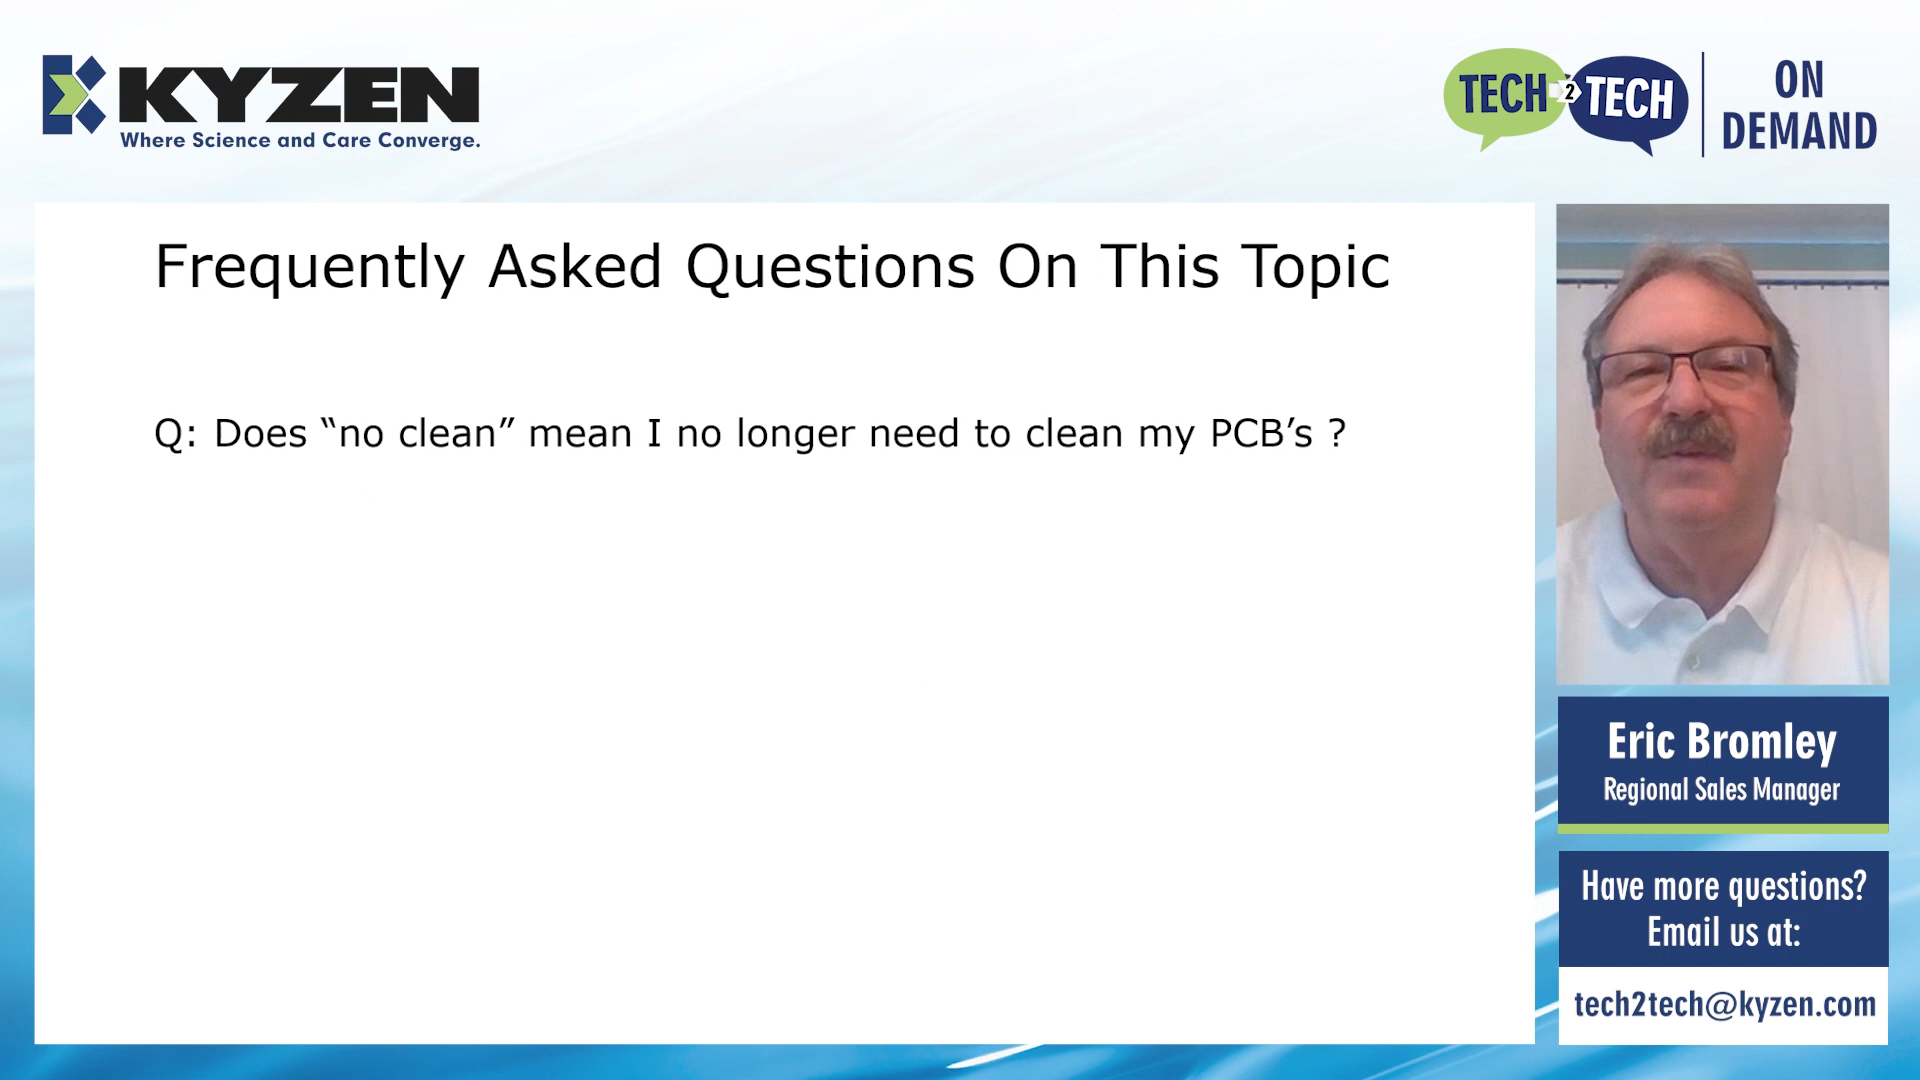 KYZEN
Where Science and Care Converge.
TECH 2 TECH
ON
DEMAND
Frequently Asked Questions On This Topic
Q: Does “no clean” mean I no longer need to clean my PCB’s ?
Eric Bromley
Regional Sales Manager
Have more questions?
Email us at:
tech2tech@kyzen.com